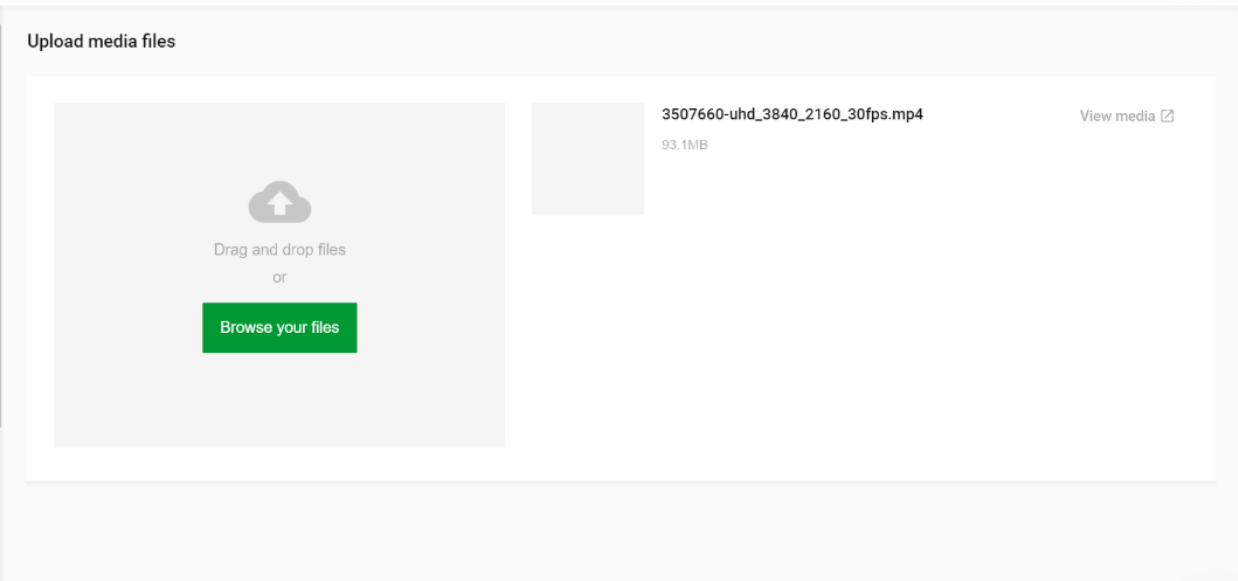 Upload media files
Drag and drop files
or
Browse your files
3507660-uhd_3840_2160_30fps.mp4
93.1MB
View media